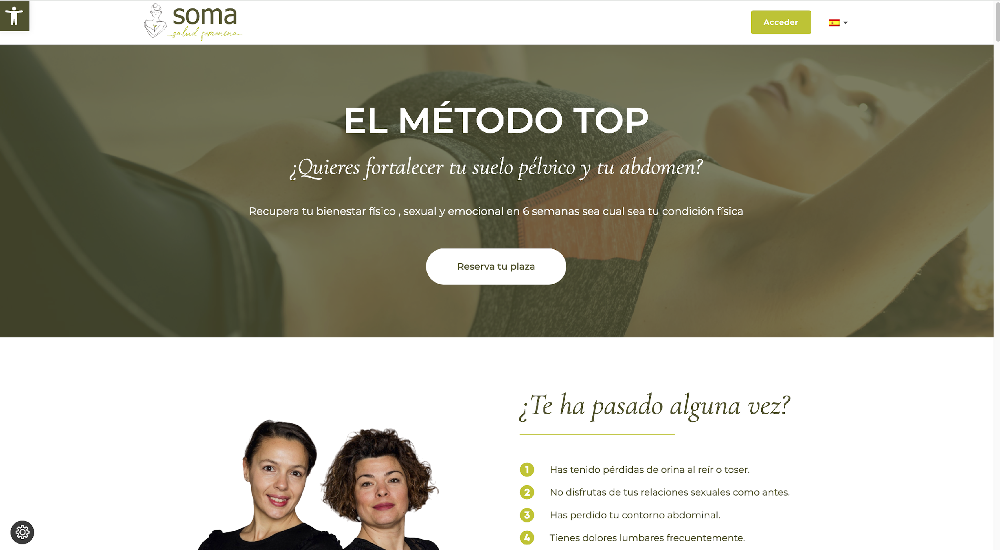 soma
salud femenina
Acceder
EL MÉTODO TOP
¿Quieres fortalecer tu suelo pélvico y tu abdomen?
Recupera tu bienestar físico , sexual y emocional en 6 semanas sea cual sea tu condición física
Reserva tu plaza
¿Te ha pasado alguna vez?
1 Has tenido pérdidas de orina al reír o toser.
2 No disfrutas de tus relaciones sexuales como antes.
3 Has perdido tu contorno abdominal.
4 Tienes dolores lumbares frecuentemente.